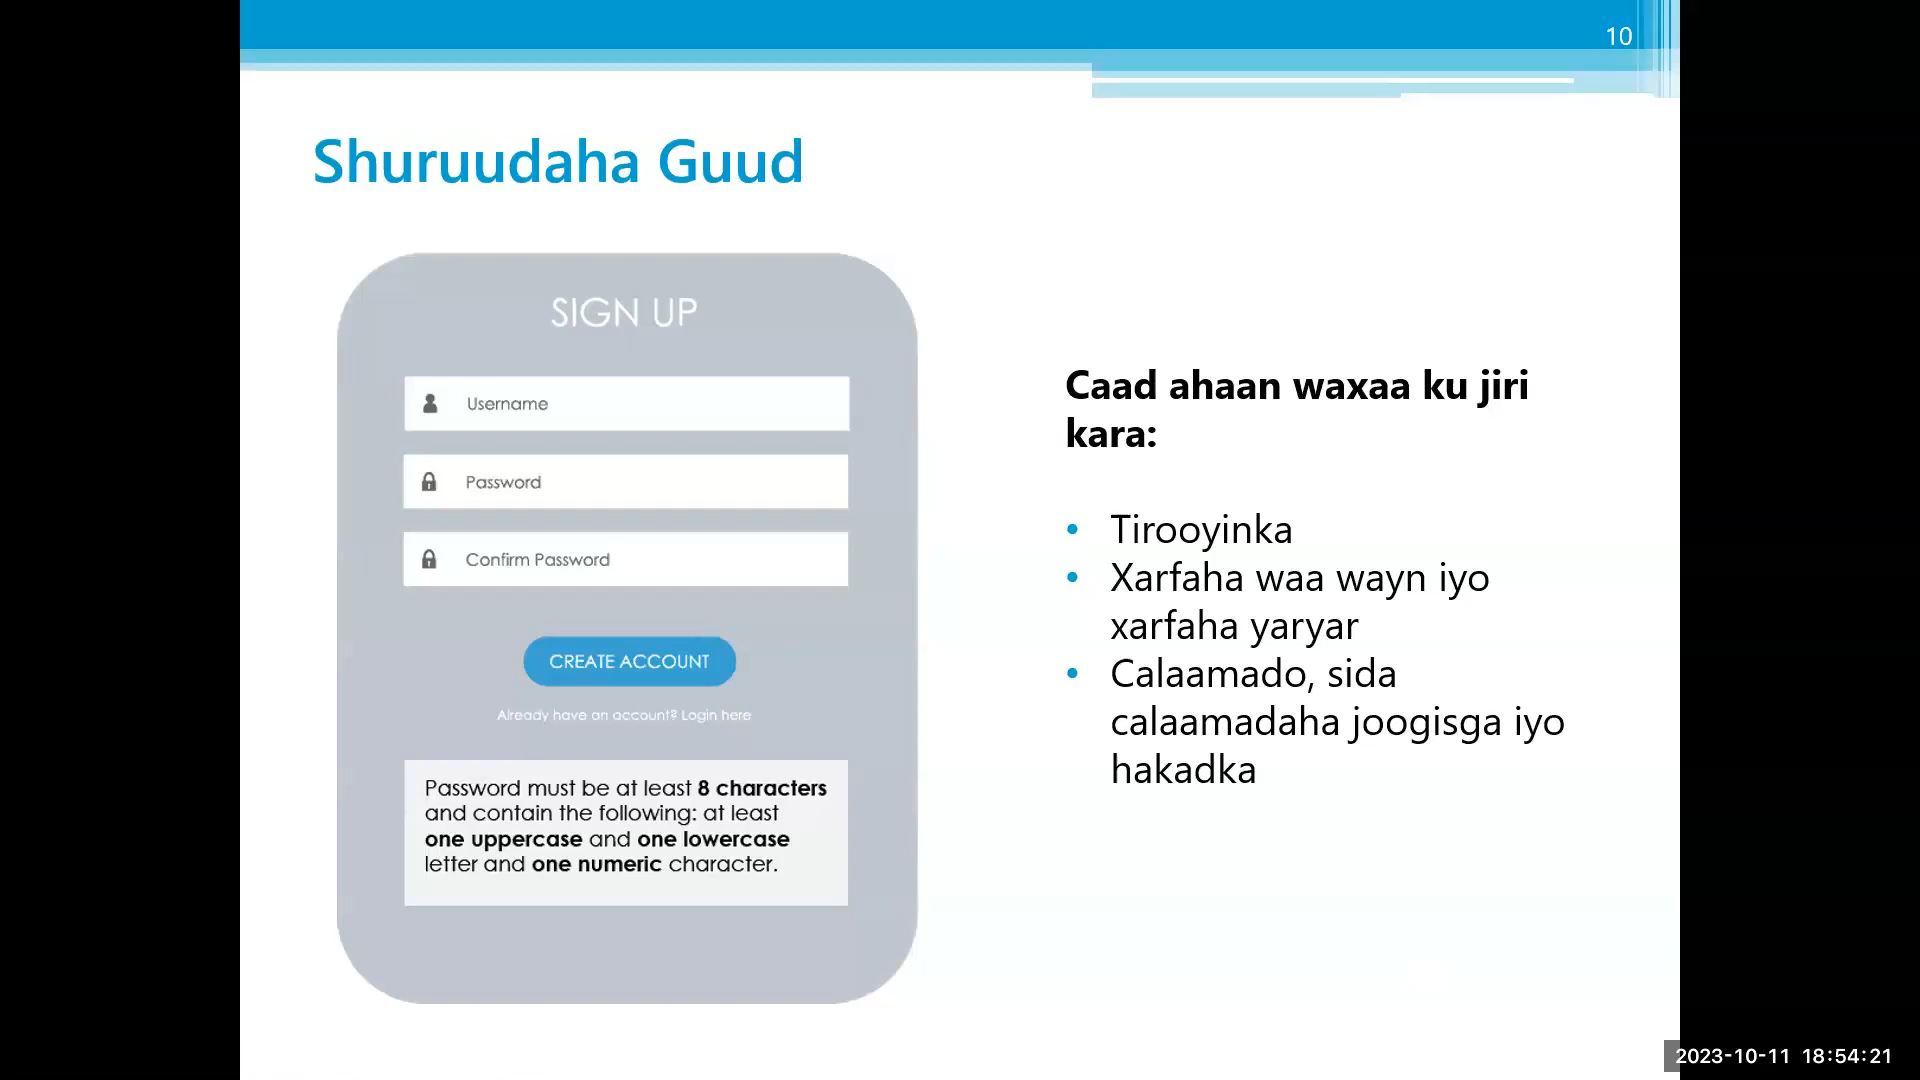 10
Shuruudaha Guud
SIGN UP
Username
Password
Confirm Password
CREATE ACCOUNT
Already have an account? Login here
Password must be at least 8 characters
and contain the following: at least
one uppercase and one lowercase
letter and one numeric character.
Caad ahaan waxaa ku jiri
kara:
• Tirooyinka
• Xarfaha waa wayn iyo
xarfaha yaryar
• Calaamado, sida
calaamadaha joogisga iyo
hakadka
2023-10-11 18:54:21